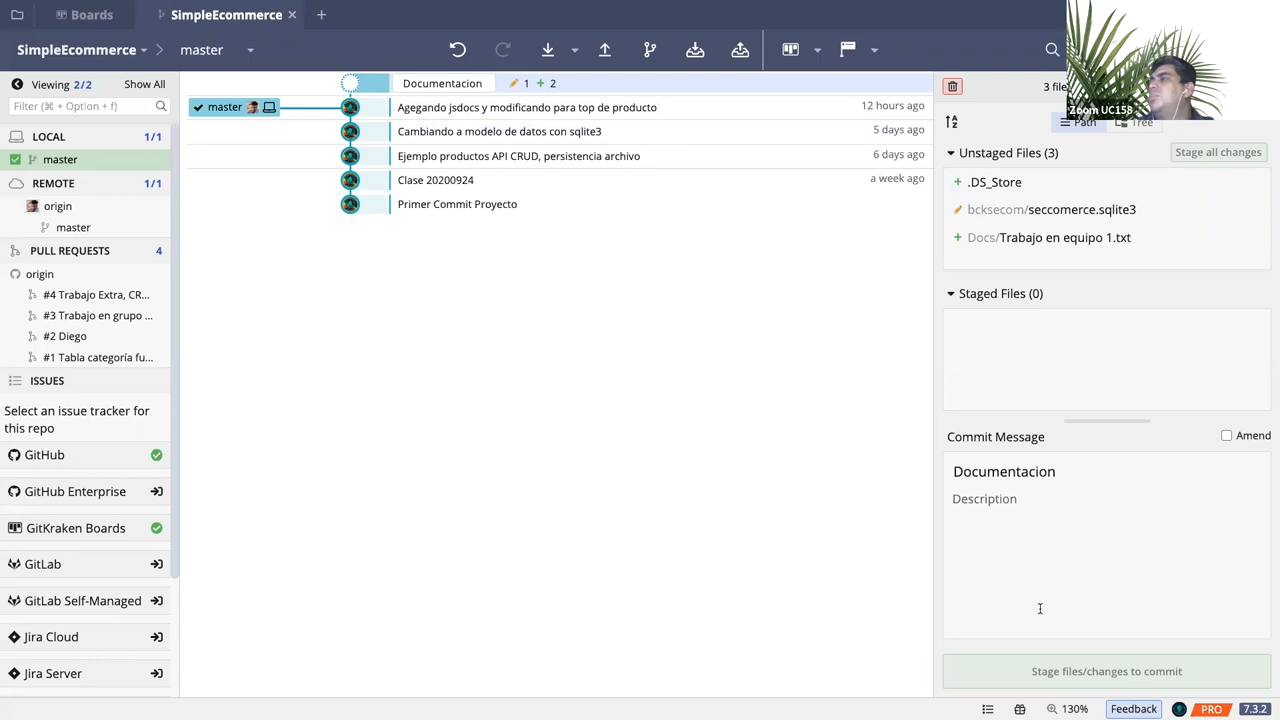 Boards
SimpleEcommerce
SimpleEcommerce
master
Viewing 2/2
Show All
Filter (⌘ + Option + f)
LOCAL
1/1
master
REMOTE
1/1
origin
master
PULL REQUESTS
4
origin
#4 Trabajo Extra, CR...
#3 Trabajo en grupo ...
#2 Diego
#1 Tabla categoría fu...
ISSUES
Select an issue tracker for
this repo
GitHub
GitHub Enterprise
GitKraken Boards
GitLab
GitLab Self-Managed
Jira Cloud
Jira Server
Documentacion
1
2
master
Agegando jsdocs y modificando para top de producto
12 hours ago
Cambiando a modelo de datos con sqlite3
5 days ago
Ejemplo productos API CRUD, persistencia archivo
6 days ago
Clase 20200924
a week ago
Primer Commit Proyecto
Zoom UC158
3 file
Path
Tree
Unstaged Files (3)
Stage all changes
.DS_Store
bcksecom/seccomerce.sqlite3
Docs/Trabajo en equipo 1.txt
Staged Files (0)
Commit Message
Amend
Documentacion
Description
Stage files/changes to commit
130%
Feedback
PRO
7.3.2